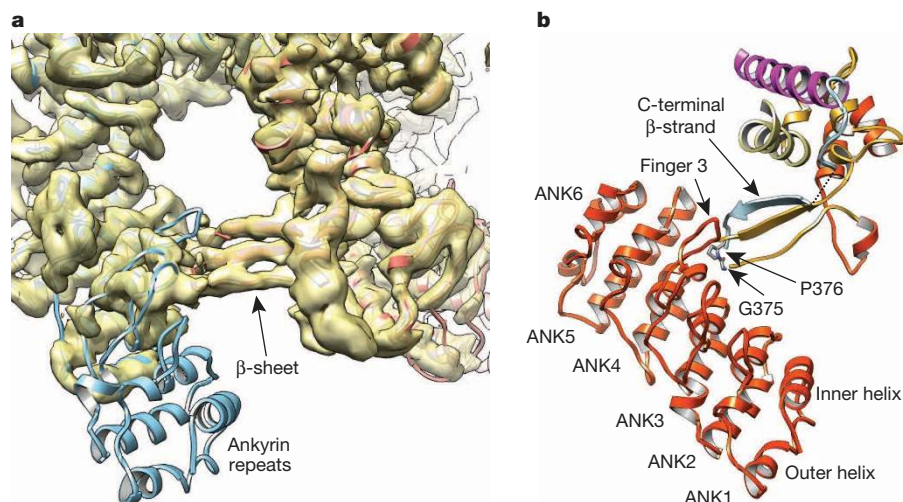 a
β-sheet
Ankyrin
repeats
b
C-terminal
β-strand
Finger 3
ANK6
P376
G375
ANK5
ANK4
ANK3
Inner helix
ANK2
Outer helix
ANK1